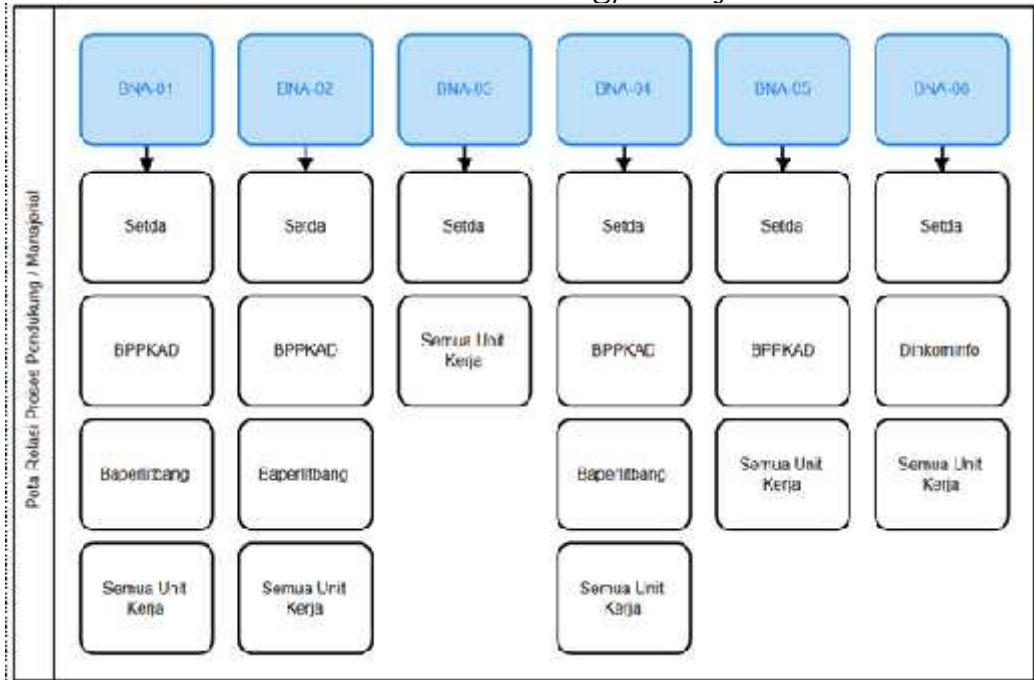 Peta Relasi Proses Pendukung / Manajerial
BNA-01
BNA-02
BNA-03
BNA-04
BNA-05
BNA-06
Setda
Setda
Setda
Setda
Setda
Setda
BPPKAD
BPPKAD
Semua Unit
Kerja
BPPKAD
BPPKAD
Dinkominfo
Baperlitbang
Baperlitbang
Baperlitbang
Semua Unit
Kerja
Semua Unit
Kerja
Semua Unit
Kerja
Semua Unit
Kerja
Semua Unit
Kerja